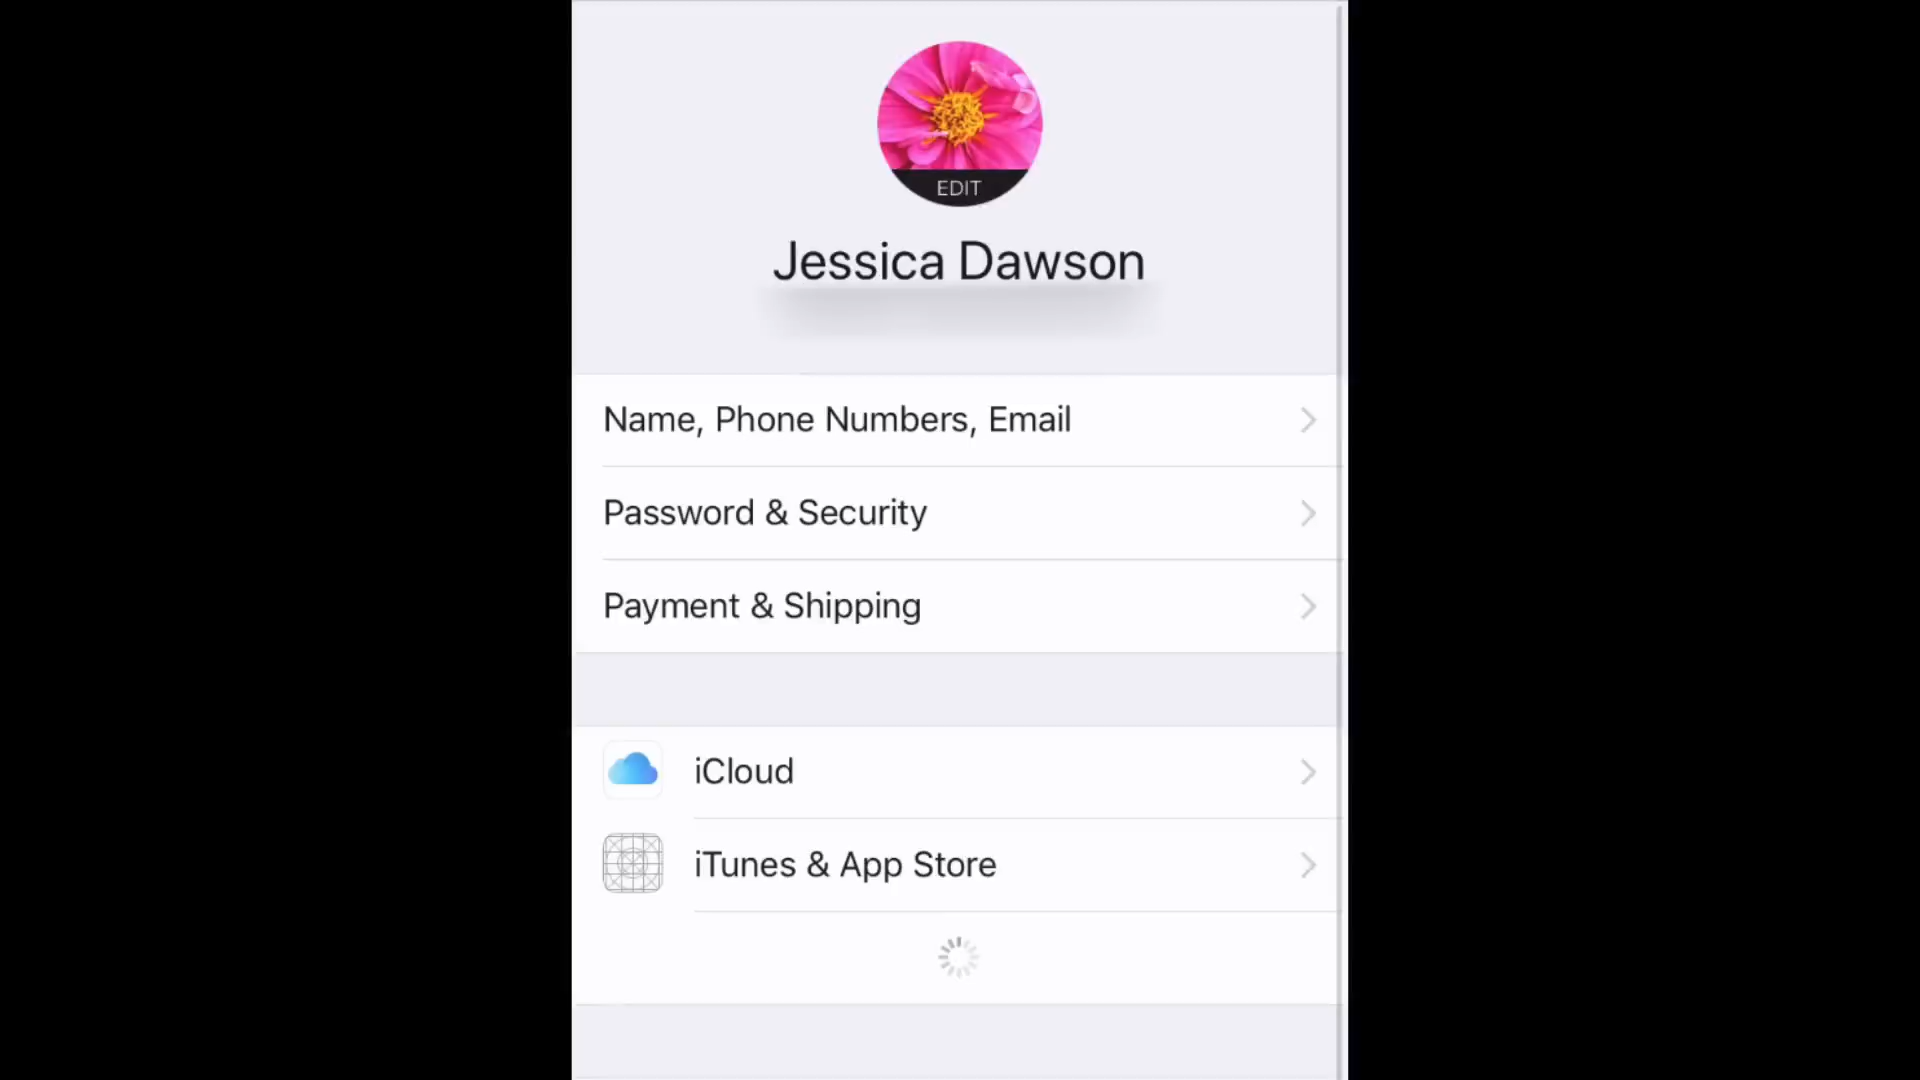 EDIT
Jessica Dawson
Name, Phone Numbers, Email
Password & Security
Payment & Shipping
iCloud
iTunes & App Store